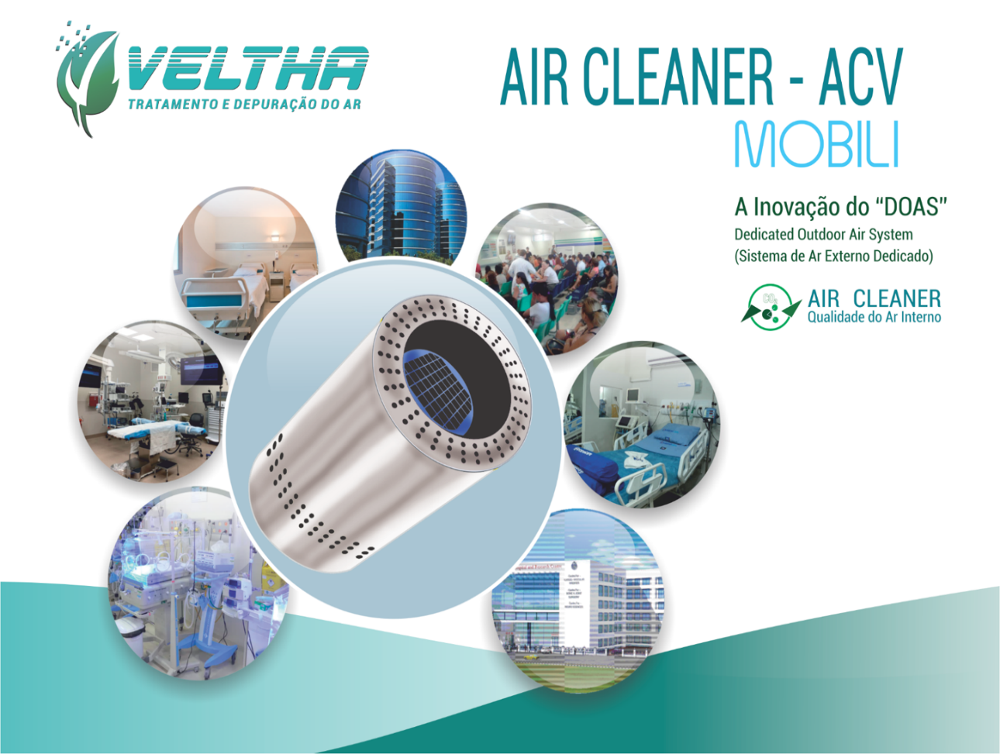 VELTHA
TRATAMENTO E DEPURAÇÃO DO AR
AIR CLEANER - ACV
MOBILI
A Inovação do “DOAS”
Dedicated Outdoor Air System
(Sistema de Ar Externo Dedicado)
CO₂
AIR CLEANER
Qualidade do Ar Interno